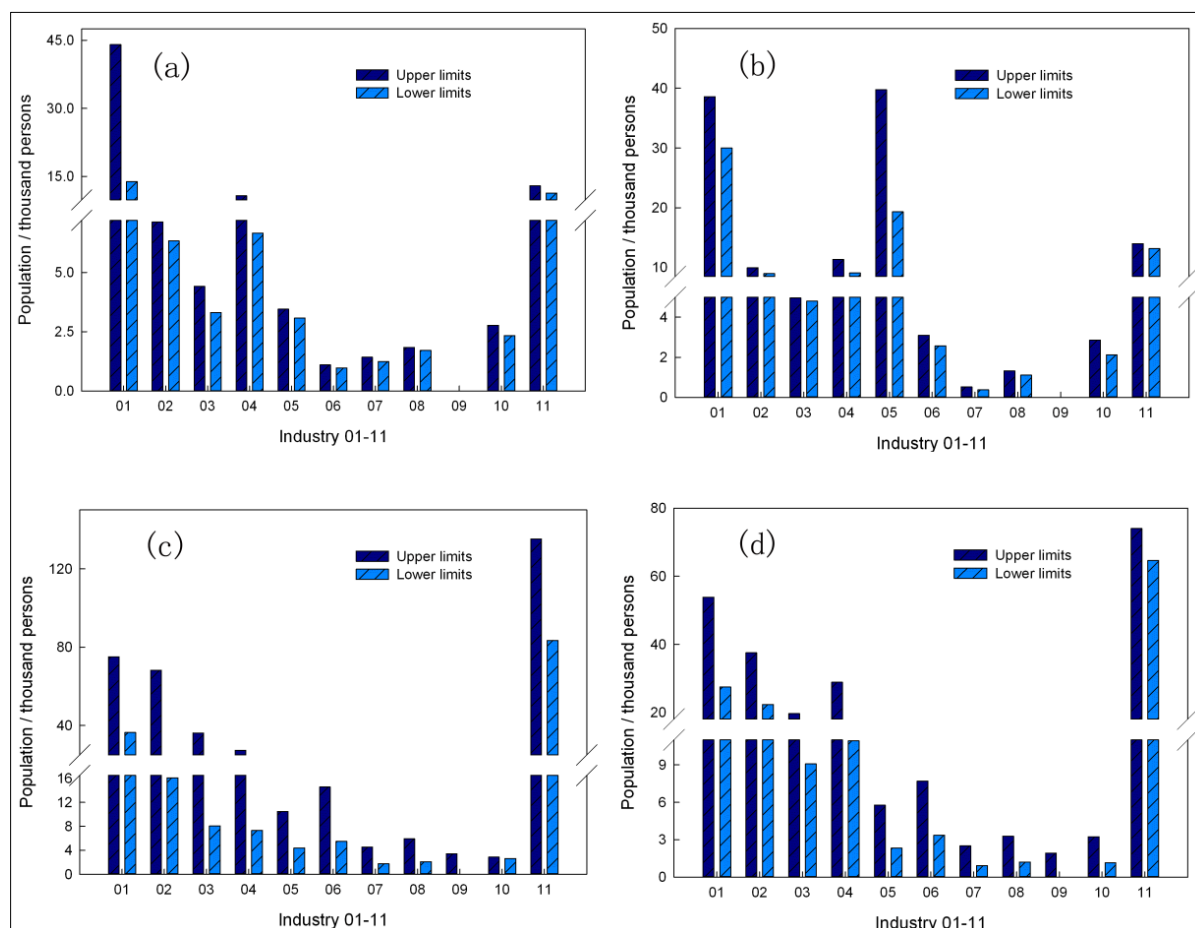 (a)
Upper limits
Lower limits
Population / thousand persons
45.0
30.0
15.0
5.0
2.5
0.0
01 02 03 04 05 06 07 08 09 10 11
Industry 01-11
(b)
Upper limits
Lower limits
Population / thousand persons
50
40
30
20
10
4
2
0
01 02 03 04 05 06 07 08 09 10 11
Industry 01-11
(c)
Upper limits
Lower limits
Population / thousand persons
120
80
40
16
12
8
4
0
01 02 03 04 05 06 07 08 09 10 11
Industry 01-11
(d)
Upper limits
Lower limits
Population / thousand persons
80
60
40
20
9
6
3
0
01 02 03 04 05 06 07 08 09 10 11
Industry 01-11